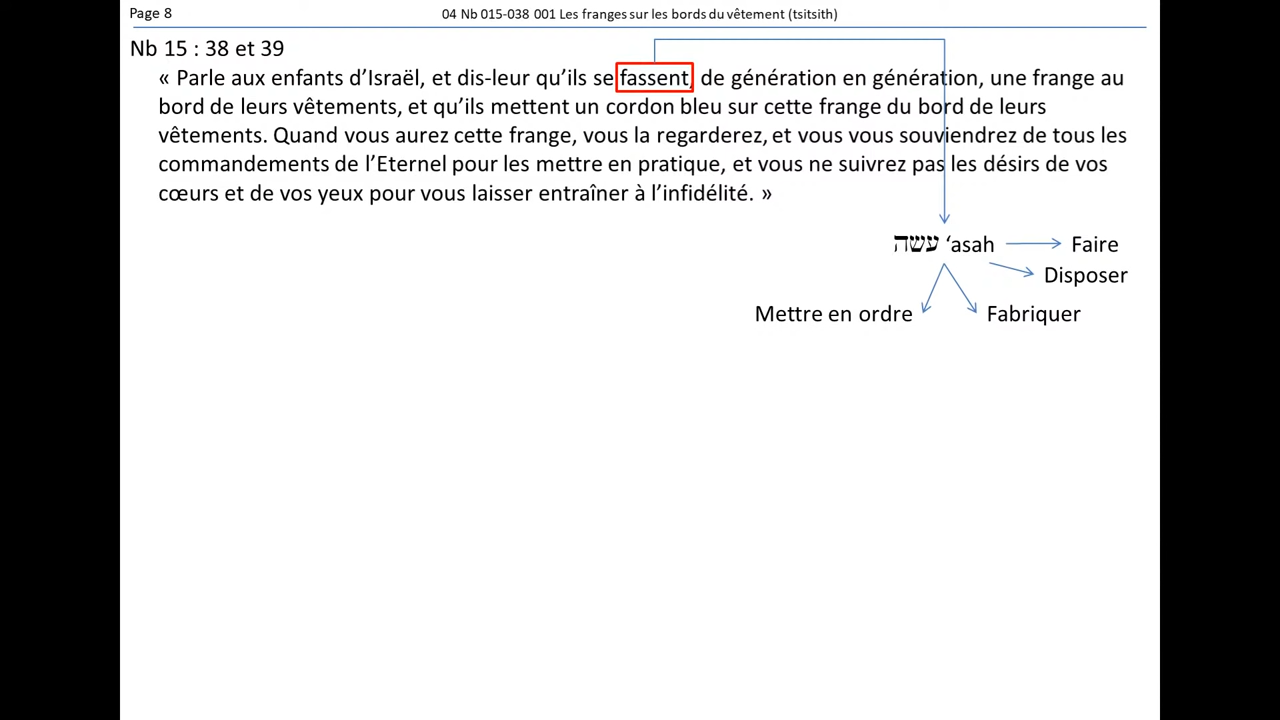 Page 8
04 Nb 015-038 001 Les franges sur les bords du vêtement (tsitsith)
Nb 15 : 38 et 39
« Parle aux enfants d’Israël, et dis-leur qu’ils se fassent, de génération en génération, une frange au
bord de leurs vêtements, et qu’ils mettent un cordon bleu sur cette frange du bord de leurs
vêtements. Quand vous aurez cette frange, vous la regarderez, et vous vous souviendrez de tous les
commandements de l’Eternel pour les mettre en pratique, et vous ne suivrez pas les désirs de vos
cœurs et de vos yeux pour vous laisser entraîner à l’infidélité. »
עשה ‘asah
Faire
Disposer
Mettre en ordre
Fabriquer